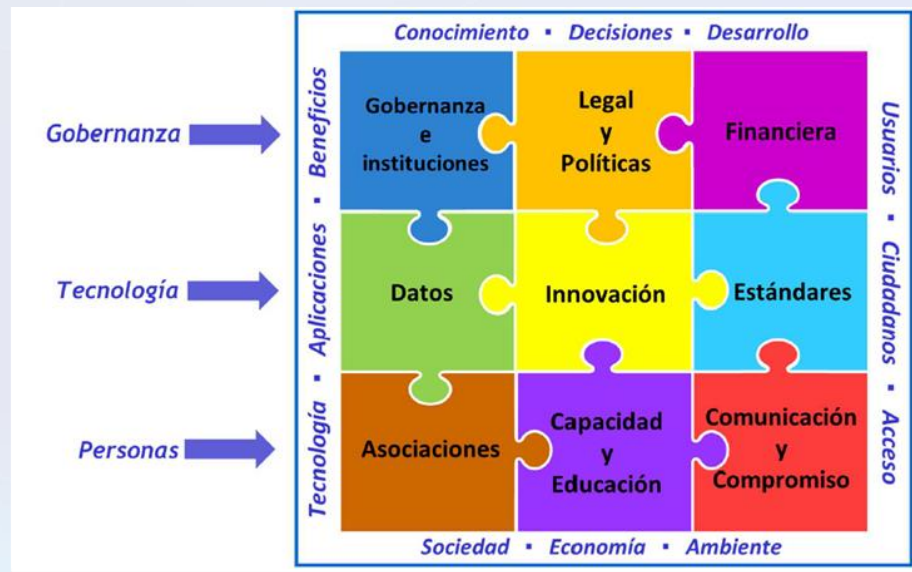 Conocimiento ▪ Decisiones ▪ Desarrollo
Gobernanza
Tecnología
Personas
Tecnología ▪ Aplicaciones ▪ Beneficios
Gobernanza
e
instituciones
Legal
y
Políticas
Financiera
Datos
Innovación
Estándares
Asociaciones
Capacidad
y
Educación
Comunicación
y
Compromiso
Usuarios ▪ Ciudadanos ▪ Acceso
Sociedad ▪ Economía ▪ Ambiente